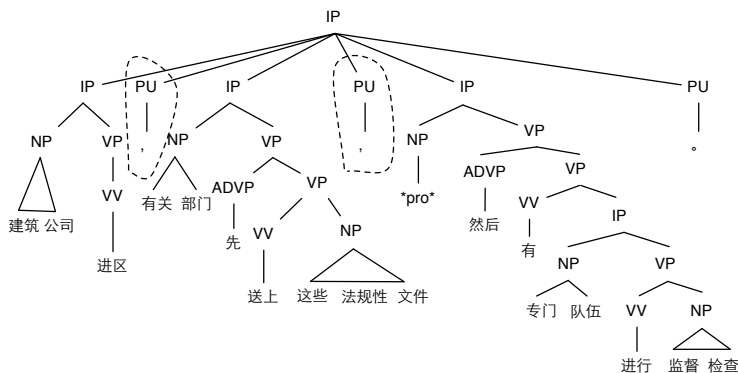 IP
IP PU IP PU IP PU
NP VP , NP VP , NP VP 。
VV 有关 部门 ADVP VP *pro* ADVP VP
建筑 公司 先 VV NP 然后 VV IP
进区 送上 这些 法规性 文件 有 NP VP
专门 队伍 VV NP
进行 监督 检查